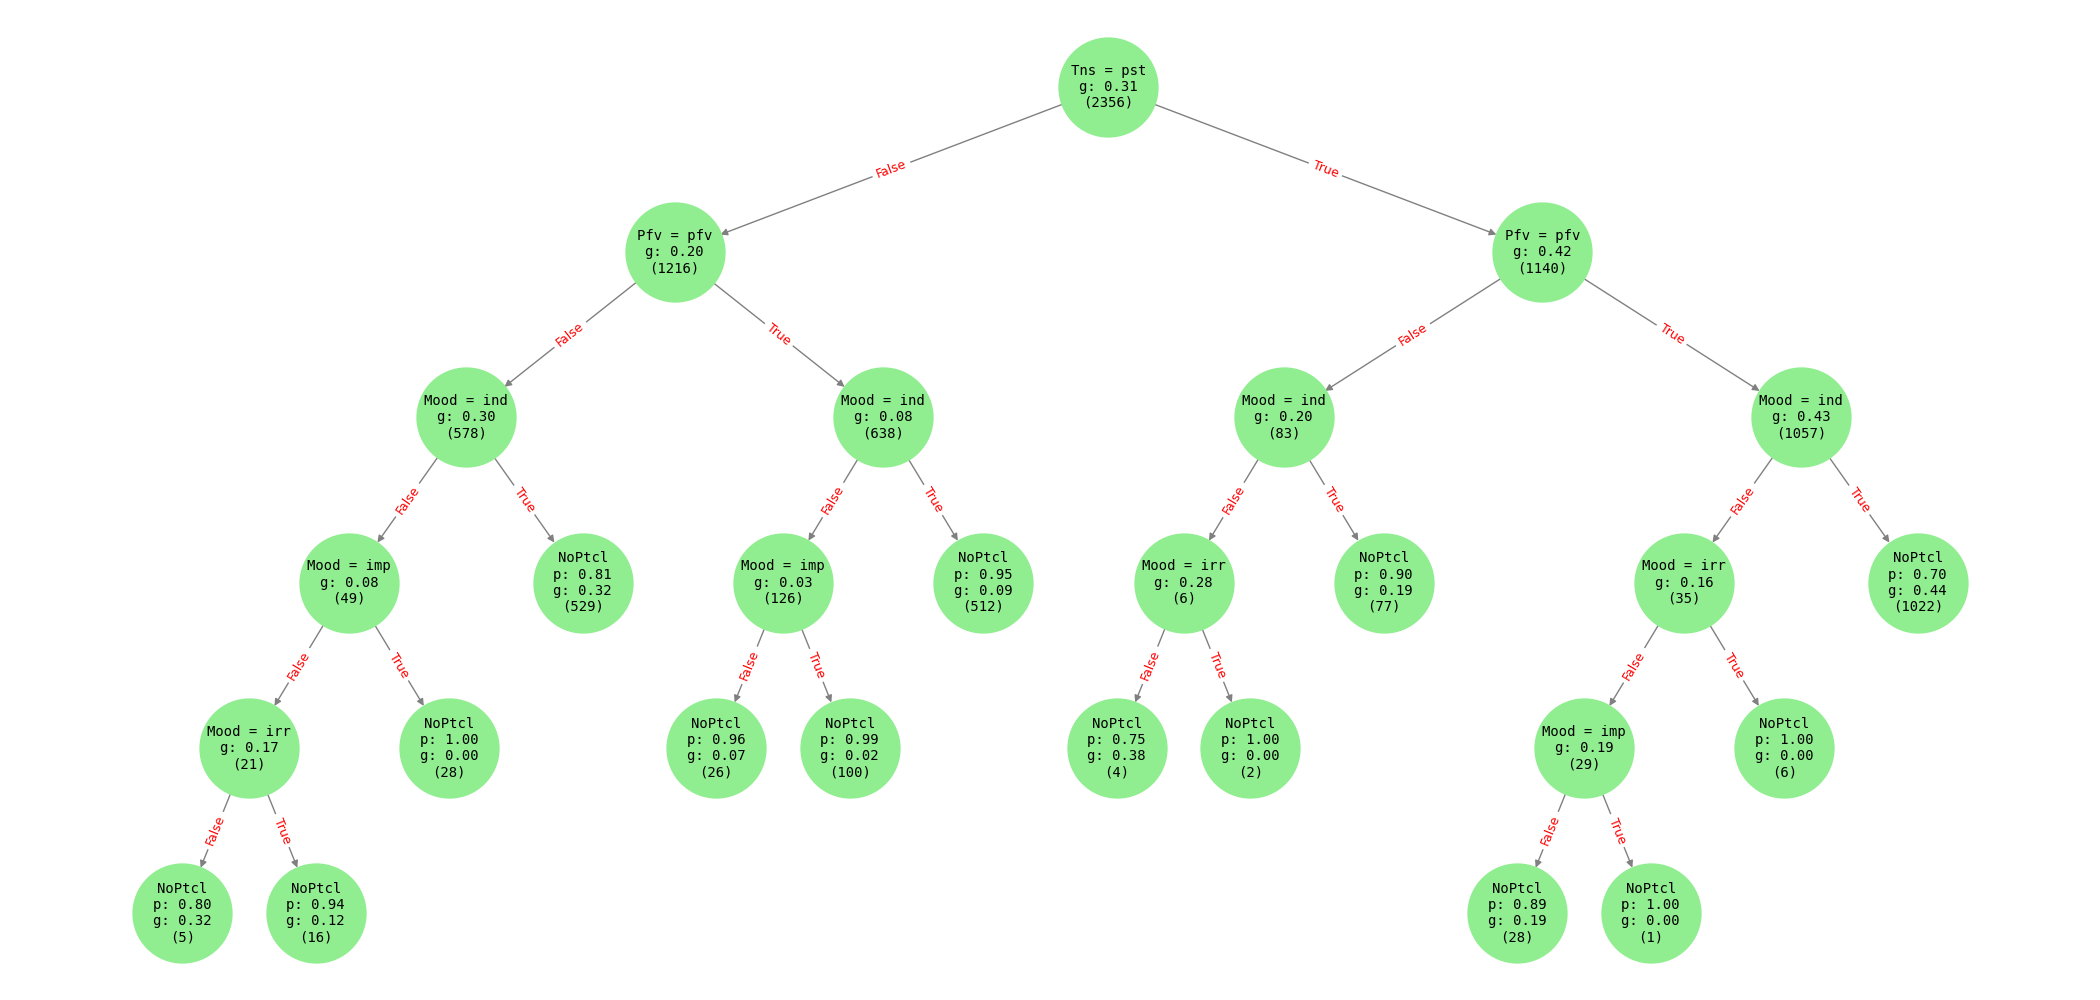 Tns = pst
g: 0.31
(2356)
False
True
Pfv = pfv
g: 0.20
(1216)
Pfv = pfv
g: 0.42
(1140)
False
True
False
True
Mood = ind
g: 0.30
(578)
Mood = ind
g: 0.08
(638)
Mood = ind
g: 0.20
(83)
Mood = ind
g: 0.43
(1057)
False
True
False
True
False
True
False
True
Mood = imp
g: 0.08
(49)
NoPtcl
p: 0.81
g: 0.32
(529)
Mood = imp
g: 0.03
(126)
NoPtcl
p: 0.95
g: 0.09
(512)
Mood = irr
g: 0.28
(6)
NoPtcl
p: 0.90
g: 0.19
(77)
Mood = irr
g: 0.16
(35)
NoPtcl
p: 0.70
g: 0.44
(1022)
False
True
False
True
False
True
False
True
Mood = irr
g: 0.17
(21)
NoPtcl
p: 1.00
g: 0.00
(28)
NoPtcl
p: 0.96
g: 0.07
(26)
NoPtcl
p: 0.99
g: 0.02
(100)
NoPtcl
p: 0.75
g: 0.38
(4)
NoPtcl
p: 1.00
g: 0.00
(2)
Mood = imp
g: 0.19
(29)
NoPtcl
p: 1.00
g: 0.00
(6)
False
True
False
True
NoPtcl
p: 0.80
g: 0.32
(5)
NoPtcl
p: 0.94
g: 0.12
(16)
NoPtcl
p: 0.89
g: 0.19
(28)
NoPtcl
p: 1.00
g: 0.00
(1)